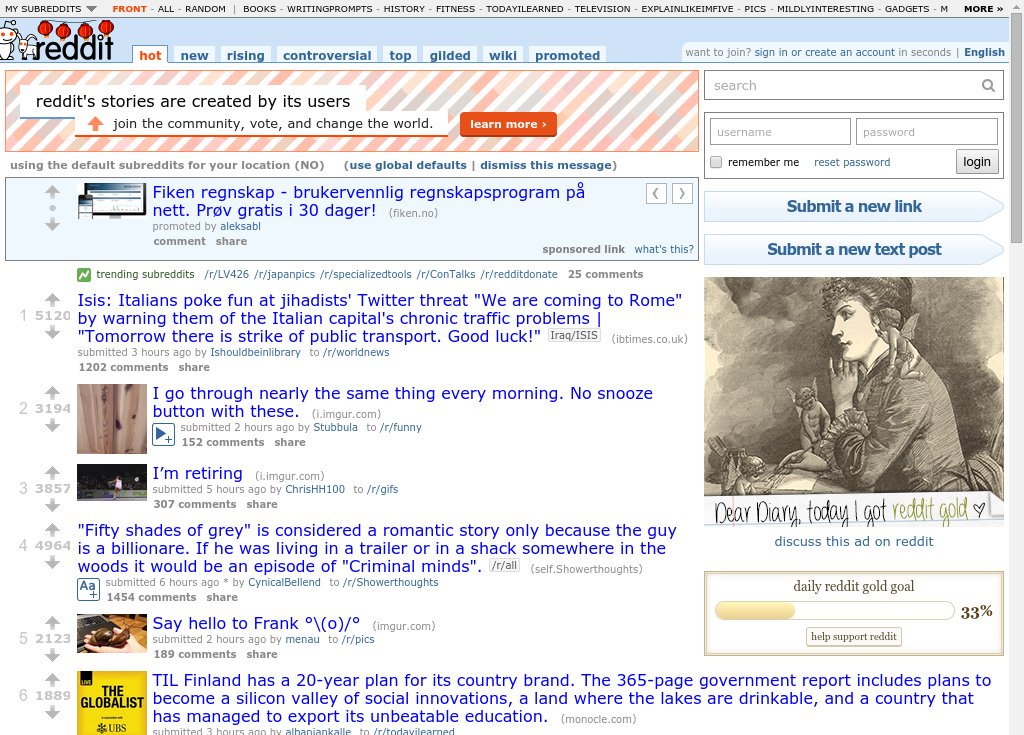 MY SUBREDDITS FRONT - ALL - RANDOM | BOOKS - WRITINGPROMPTS - HISTORY - FITNESS - TODAYILEARNED - TELEVISION - EXPLAINLIKEIMFIVE - PICS - MILDLYINTERESTING - GADGETS - M MORE »
reddit hot new rising controversial top gilded wiki promoted
want to join? sign in or create an account in seconds | English
reddit's stories are created by its users
join the community, vote, and change the world. learn more ›
using the default subreddits for your location (NO) (use global defaults | dismiss this message)
Fiken regnskap - brukervennlig regnskapsprogram på
nett. Prøv gratis i 30 dager! (fiken.no)
promoted by aleksabl
comment share
sponsored link what's this?
trending subreddits /r/LV426 /r/japanpics /r/specializedtools /r/ConTalks /r/redditdonate 25 comments
1 5120
Isis: Italians poke fun at jihadists' Twitter threat "We are coming to Rome"
by warning them of the Italian capital's chronic traffic problems |
"Tomorrow there is strike of public transport. Good luck!" Iraq/ISIS (ibtimes.co.uk)
submitted 3 hours ago by Ishouldbeinlibrary to /r/worldnews
1202 comments share
2 3194
I go through nearly the same thing every morning. No snooze
button with these. (i.imgur.com)
submitted 2 hours ago by Stubbula to /r/funny
152 comments share
3 3857
I'm retiring (i.imgur.com)
submitted 5 hours ago by ChrisHH100 to /r/gifs
307 comments share
4 4964
"Fifty shades of grey" is considered a romantic story only because the guy
is a billionare. If he was living in a trailer or in a shack somewhere in the
woods it would be an episode of "Criminal minds". /r/all (self.Showerthoughts)
Aa submitted 6 hours ago * by CynicalBellend to /r/Showerthoughts
1454 comments share
5 2123
Say hello to Frank °\(o)/° (imgur.com)
submitted 2 hours ago by menau to /r/pics
189 comments share
6 1889
LIVE
THE
GLOBALIST
UBS
TIL Finland has a 20-year plan for its country brand. The 365-page government report includes plans to
become a silicon valley of social innovations, a land where the lakes are drinkable, and a country that
has managed to export its unbeatable education. (monocle.com)
submitted 3 hours ago by albaniankalle to /r/todayilearned
search
username password
remember me reset password login
Submit a new link
Submit a new text post
Dear Diary, today I got reddit gold
discuss this ad on reddit
daily reddit gold goal
33%
help support reddit